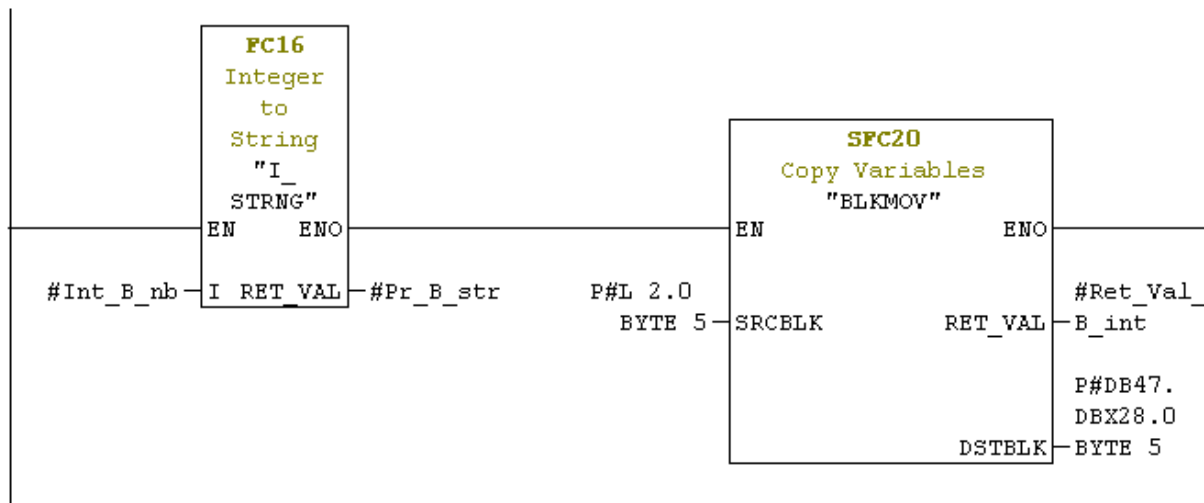 FC16
Integer
to
String
"I_
STRNG"
EN ENO
#Int_B_nb I RET_VAL #Pr_B_str
SFC20
Copy Variables
"BLKMOV"
EN ENO
P#L 2.0
BYTE 5 SRCBLK
#Ret_Val_
RET_VAL B_int
P#DB47.
DBX28.0
DSTBLK BYTE 5